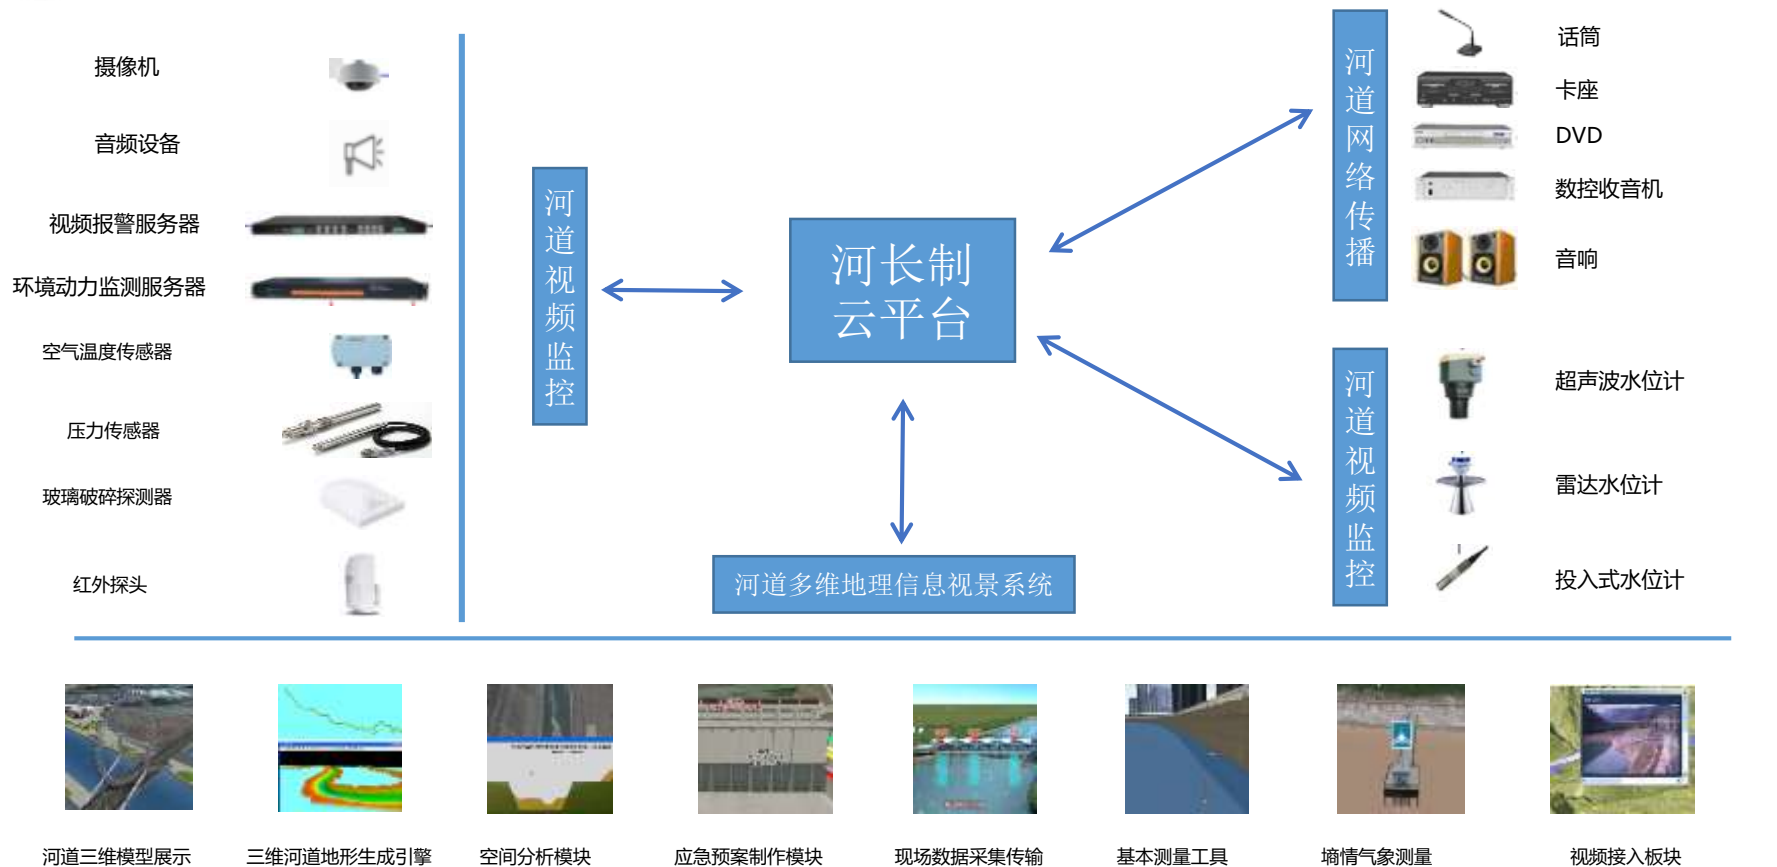 摄像机
音频设备
视频报警服务器
环境动力监测服务器
空气温度传感器
压力传感器
玻璃破碎探测器
红外探头
河道视频监控
河长制
云平台
河道多维地理信息视景系统
河道网络传播
话筒
卡座
DVD
数控收音机
音响
河道视频监控
超声波水位计
雷达水位计
投入式水位计
河道三维模型展示
三维河道地形生成引擎
空间分析模块
应急预案制作模块
现场数据采集传输
基本测量工具
墒情气象测量
视频接入板块